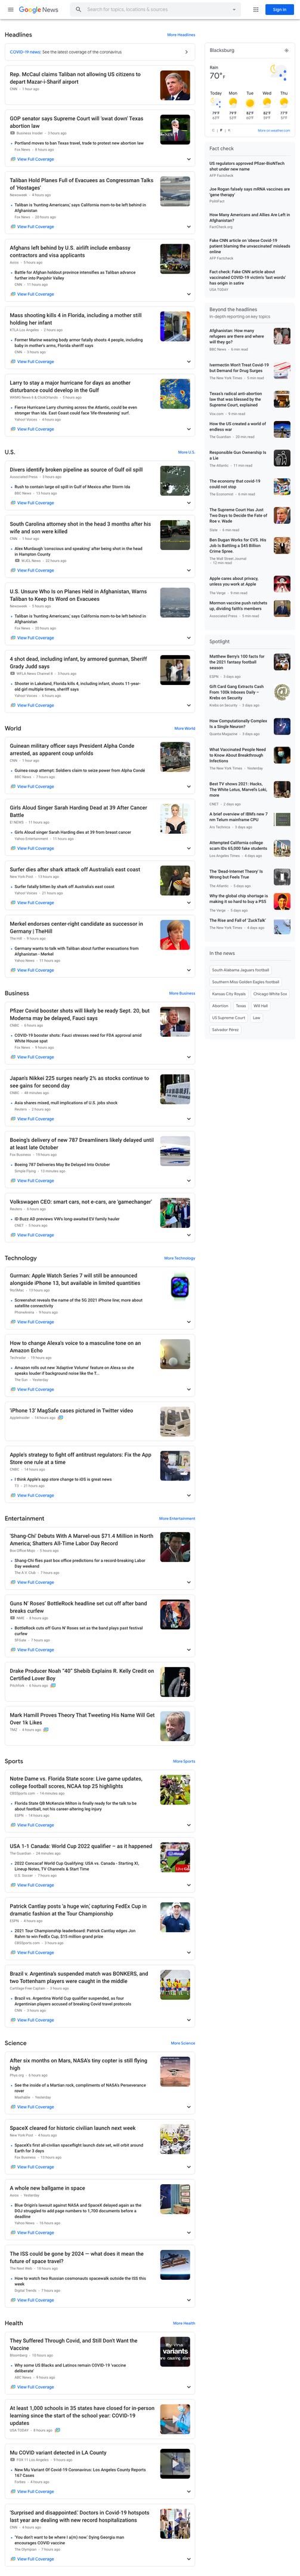 Google News
Search for topics, locations & sources
Sign in
Headlines
More Headlines
COVID-19 news: See the latest coverage of the coronavirus
Rep. McCaul claims Taliban not allowing US citizens to
depart Mazar-i-Sharif airport
CNN · 1 hour ago
GOP senator says Supreme Court will 'swat down' Texas
abortion law
Portland moves to ban Texas travel, trade to protest new abortion law
View Full Coverage
Taliban Hold Planes Full of Evacuees as Congressman Talks
of 'Hostages'
Taliban is 'hunting Americans,' says California mom-to-be left behind in
Afghanistan
View Full Coverage
Afghans left behind by U.S. airlift include embassy
contractors and visa applicants
Battle for Afghan holdout province intensifies as Taliban advance
further into Panjshir Valley
View Full Coverage
Mass shooting kills 4 in Florida, including a mother still
holding her infant
Former Marine wearing body armor fatally shoots 4 people, including
baby in mother's arms, Florida sheriff says
View Full Coverage
Larry to stay a major hurricane for days as another
disturbance could develop in the Gulf
Fierce Hurricane Larry churning across the Atlantic, could be even
stronger than Ida. East Coast could face 'life-threatening' surf.
View Full Coverage
U.S.
More U.S.
Divers identify broken pipeline as source of Gulf oil spill
Rush to contain large oil spill in Gulf of Mexico after Storm Ida
View Full Coverage
South Carolina attorney shot in the head 3 months after his
wife and son were killed
Alex Murdaugh 'conscious and speaking' after being shot in the head
in Hampton County
View Full Coverage
U.S. Unsure Who Is on Planes Held in Afghanistan, Warns
Taliban to Keep Its Word on Evacuees
Taliban is 'hunting Americans,' says California mom-to-be left behind in
Afghanistan
View Full Coverage
4 shot dead, including infant, by armored gunman, Sheriff
Grady Judd says
Shooter in Lakeland, Florida kills 4, including infant, shoots 11-year-
old girl multiple times, sheriff says
View Full Coverage
World
More World
Guinean military officer says President Alpha Conde
arrested, as apparent coup unfolds
Guinea coup attempt: Soldiers claim to seize power from Alpha Condé
View Full Coverage
Girls Aloud Singer Sarah Harding Dead at 39 After Cancer
Battle
Girls Aloud singer Sarah Harding dies at 39 from breast cancer
View Full Coverage
Surfer dies after shark attack off Australia's east coast
Surfer fatally bitten by shark off Australia's east coast
View Full Coverage
Merkel endorses center-right candidate as successor in
Germany | TheHill
Germany wants to talk with Taliban about further evacuations from
Afghanistan - Merkel
View Full Coverage
Business
More Business
Pfizer Covid booster shots will likely be ready Sept. 20, but
Moderna may be delayed, Fauci says
COVID-19 booster shots: Fauci stresses need for FDA approval amid
White House spat
View Full Coverage
Japan's Nikkei 225 surges nearly 2% as stocks continue to
see gains for second day
Asia shares mixed, mull implications of U.S. jobs shock
View Full Coverage
Boeing's delivery of new 787 Dreamliners likely delayed until
at least late October
Boeing 787 Deliveries May Be Delayed Into October
View Full Coverage
Volkswagen CEO: smart cars, not e-cars, are 'gamechanger'
ID Buzz AD previews VW's long-awaited EV family hauler
View Full Coverage
Technology
More Technology
Gurman: Apple Watch Series 7 will still be announced
alongside iPhone 13, but available in limited quantities
Screenshot reveals the name of the 5G 2021 iPhone line; more about
satellite connectivity
View Full Coverage
How to change Alexa's voice to a masculine tone on an
Amazon Echo
Amazon rolls out new 'Adaptive Volume' feature on Alexa so she
speaks louder if background noise like the T...
View Full Coverage
'iPhone 13' MagSafe cases pictured in Twitter video
Apple's strategy to fight off antitrust regulators: Fix the App
Store one rule at a time
I think Apple's app store change to iOS is great news
View Full Coverage
Entertainment
More Entertainment
'Shang-Chi' Debuts With A Marvel-ous $71.4 Million in North
America; Shatters All-Time Labor Day Record
Shang-Chi flies past box office predictions for a record-breaking Labor
Day weekend
View Full Coverage
Guns N' Roses' BottleRock headline set cut off after band
breaks curfew
BottleRock cuts off Guns N' Roses set as the band plays past festival
curfew
View Full Coverage
Drake Producer Noah "40" Shebib Explains R. Kelly Credit on
Certified Lover Boy
Mark Hamill Proves Theory That Tweeting His Name Will Get
Over 1k Likes
Sports
More Sports
Notre Dame vs. Florida State score: Live game updates,
college football scores, NCAA top 25 highlights
Florida State QB McKenzie Milton is finally ready for the talk to be
about football, not his career-altering leg injury
View Full Coverage
USA 1-1 Canada: World Cup 2022 qualifier – as it happened
2022 Concacaf World Cup Qualifying: USA vs. Canada - Starting XI,
Lineup Notes, TV Channels & Start Time
View Full Coverage
Patrick Cantlay posts 'a huge win', capturing FedEx Cup in
dramatic fashion at the Tour Championship
2021 Tour Championship leaderboard: Patrick Cantlay edges Jon
Rahm to win FedEx Cup, $15 million grand prize
View Full Coverage
Brazil v. Argentina's suspended match was BONKERS, and
two Tottenham players were caught in the middle
Brazil vs. Argentina World Cup qualifier suspended, as four
Argentinian players accused of breaking Covid travel protocols
View Full Coverage
Science
More Science
After six months on Mars, NASA's tiny copter is still flying
high
See the inside of a Martian rock, compliments of NASA's Perseverance
rover
View Full Coverage
SpaceX cleared for historic civilian launch next week
SpaceX's first all-civilian spaceflight launch date set, will orbit around
Earth for 3 days
View Full Coverage
A whole new ballgame in space
Blue Origin's lawsuit against NASA and SpaceX delayed again as the
DOJ struggled to add page numbers to 1,700 documents before a
deadline
View Full Coverage
The ISS could be gone by 2024 — what does it mean the
future of space travel?
How to watch two Russian cosmonauts spacewalk outside the ISS this
week
View Full Coverage
Health
More Health
They Suffered Through Covid, and Still Don't Want the
Vaccine
Why some US Blacks and Latinos remain COVID-19 'vaccine
deliberate'
View Full Coverage
At least 1,000 schools in 35 states have closed for in-person
learning since the start of the school year: COVID-19
updates
Mu COVID variant detected in LA County
New Mu Variant Of Covid-19 Coronavirus: Los Angeles County Reports
167 Cases
View Full Coverage
'Surprised and disappointed:' Doctors in Covid-19 hotspots
last year are dealing with new record hospitalizations
'You don't want to be where I a(m) now:' Dying Georgia man
encourages COVID vaccine
View Full Coverage
Blacksburg
Rain
70°F
Today Mon Tue Wed Thu
More on weather.com
Fact check
US regulators approved Pfizer-BioNTech
shot under new name
Joe Rogan falsely says mRNA vaccines are
'gene therapy'
How Many Americans and Allies Are Left in
Afghanistan?
Fake CNN article on 'obese Covid-19
patient blaming the unvaccinated' misleads
online
Fact check: Fake CNN article about
vaccinated COVID-19 victim's 'last words'
has origin in satire
Beyond the headlines
In-depth reporting on key topics
Afghanistan: How many
refugees are there and where
will they go?
Ivermectin Won't Treat Covid-19
but Demand for Drug Surges
Texas's radical anti-abortion
law that was blessed by the
Supreme Court, explained
How the US created a world of
endless war
Responsible Gun Ownership Is
a Lie
The economy that covid-19
could not stop
The Supreme Court Has Just
Two Days to Decide the Fate of
Roe v. Wade
Ben Dugan Works for CVS. His
Job Is Battling a $45 Billion
Crime Spree.
Apple cares about privacy,
unless you work at Apple
Mormon vaccine push ratchets
up, dividing faith's members
Spotlight
Matthew Berry's 100 facts for
the 2021 fantasy football
season
Gift Card Gang Extracts Cash
From 100k Inboxes Daily –
Krebs on Security
How Computationally Complex
Is a Single Neuron?
What Vaccinated People Need
to Know About Breakthrough
Infections
Best TV shows 2021: Hacks,
The White Lotus, Marvel's Loki,
more
A brief overview of IBM's new 7
nm Telum mainframe CPU
Attempted California college
scam IDs 65,000 fake students
The 'Dead-Internet Theory' Is
Wrong but Feels True
Why the global chip shortage is
making it so hard to buy a PS5
The Rise and Fall of 'ZuckTalk'
In the news
South Alabama Jaguars football
Southern Miss Golden Eagles football
Kansas City Royals
Chicago White Sox
Abortion
Texas
Will Hall
US Supreme Court
Law
Salvador Pérez